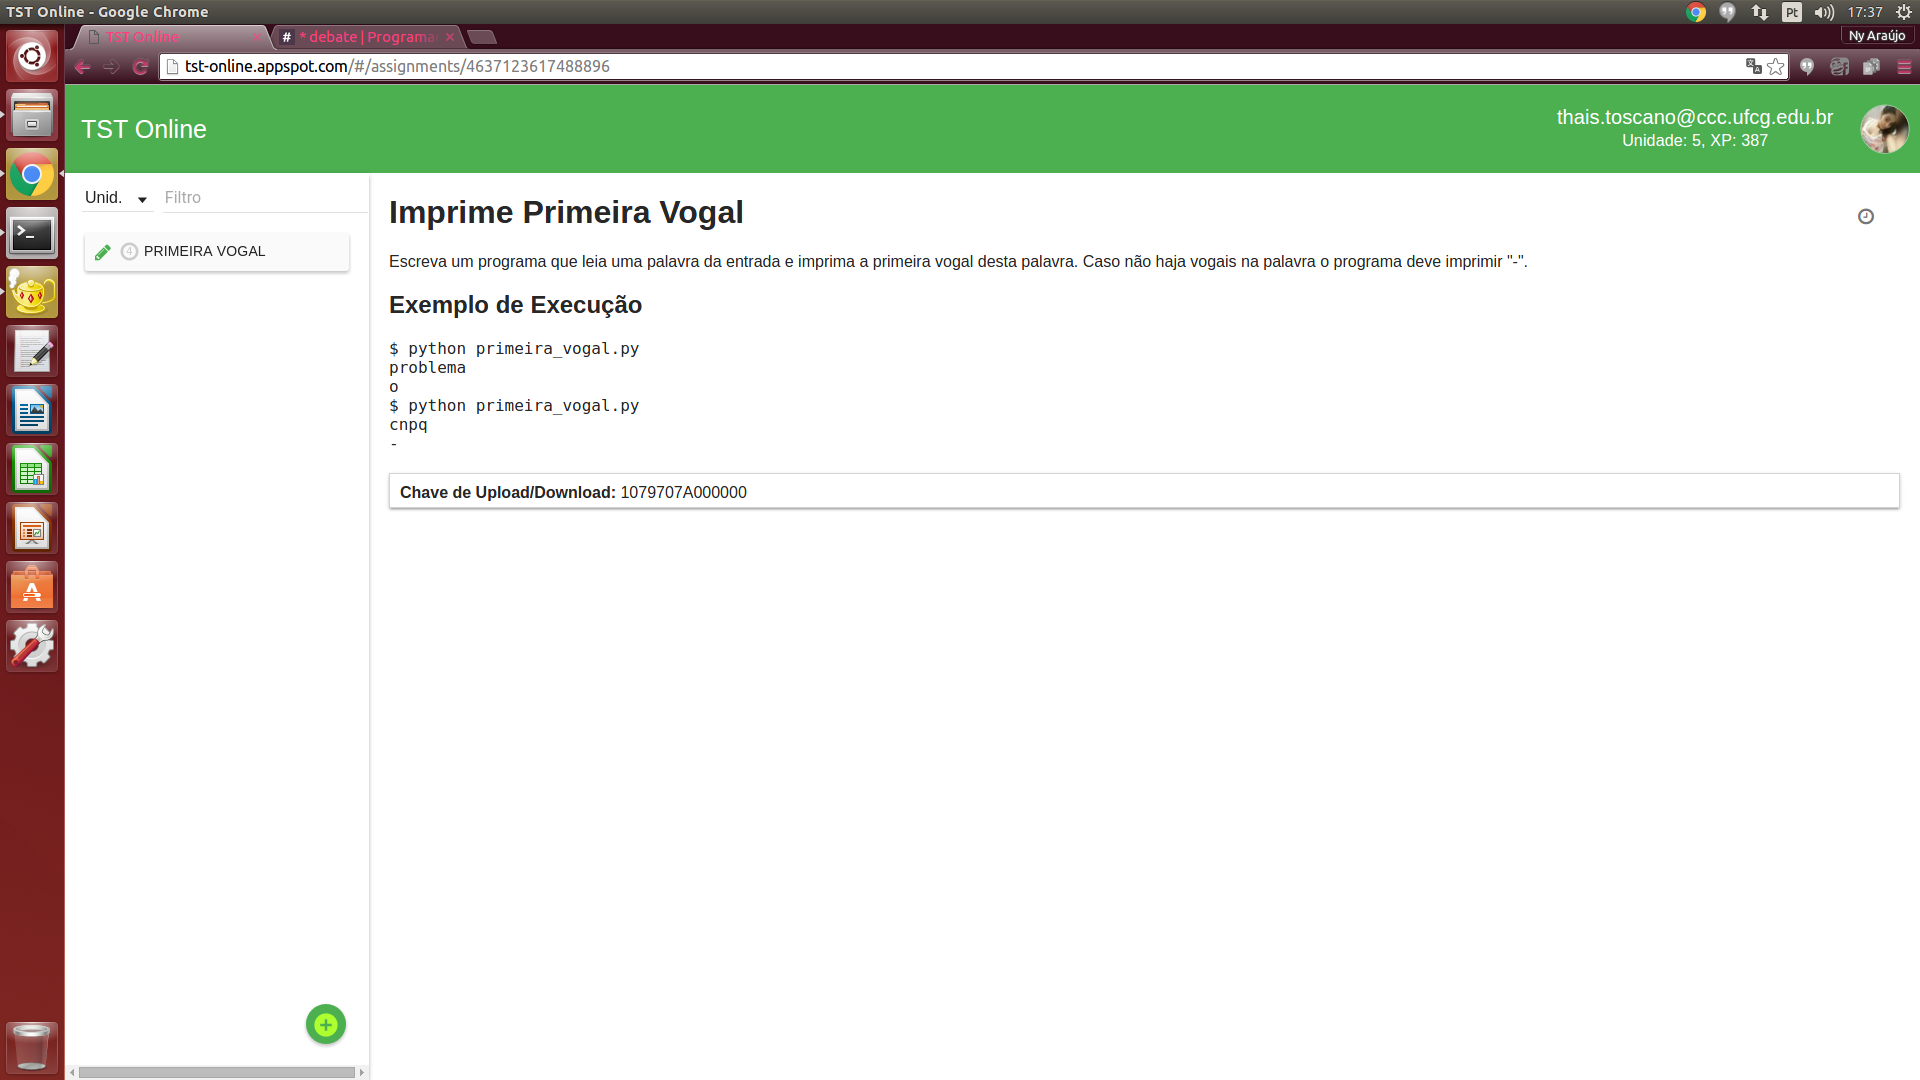 TST Online - Google Chrome
Pt
17:37
TST Online
# * debate | Programa
Ny Araújo
tst-online.appspot.com/#/assignments/4637123617488896
TST Online
thais.toscano@ccc.ufcg.edu.br
Unidade: 5, XP: 387
Unid.
Filtro
4 PRIMEIRA VOGAL
Imprime Primeira Vogal
Escreva um programa que leia uma palavra da entrada e imprima a primeira vogal desta palavra. Caso não haja vogais na palavra o programa deve imprimir "-".
Exemplo de Execução
$ python primeira_vogal.py
problema
o
$ python primeira_vogal.py
cnpq
-
Chave de Upload/Download: 1079707A000000